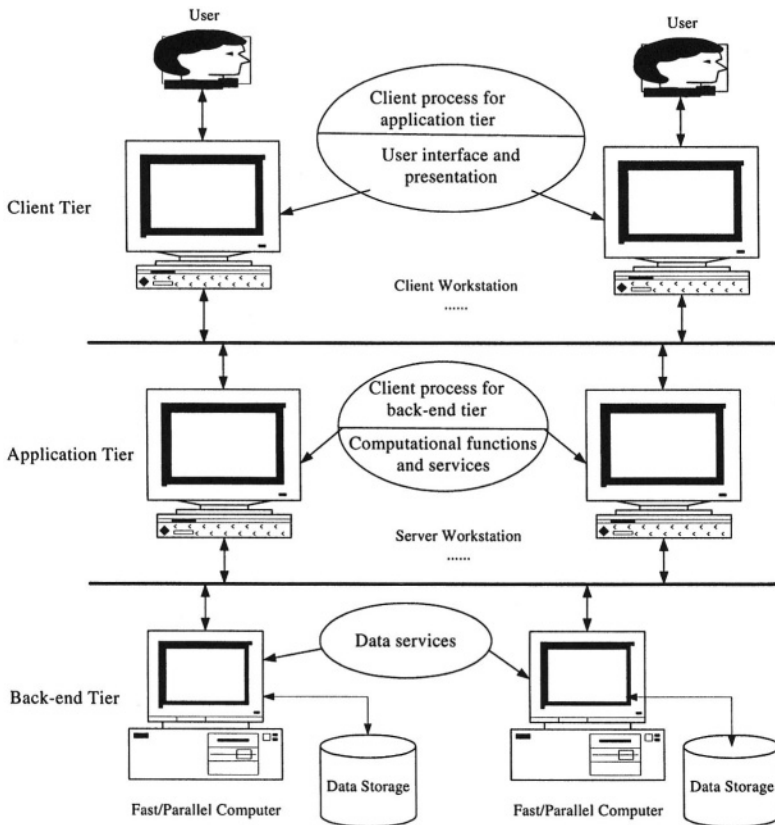 User
User
Client process for
application tier
User interface and
presentation
Client Tier
Client Workstation
......
Client process for
back-end tier
Computational functions
and services
Application Tier
Server Workstation
......
Data services
Back-end Tier
Data Storage
Data Storage
Fast/Parallel Computer
Fast/Parallel Computer